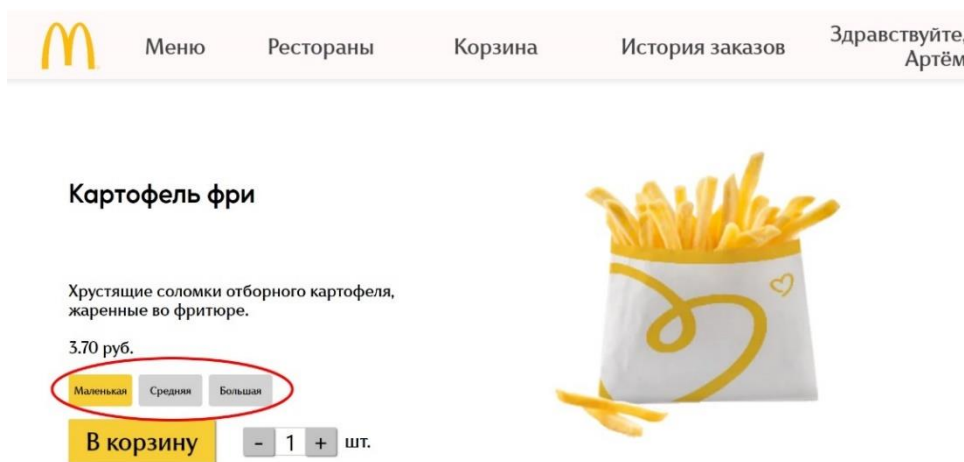 Меню Рестораны Корзина История заказов Здравствуйте,
Артём
Картофель фри
Хрустящие соломки отборного картофеля,
жаренные во фритюре.
3.70 руб.
Маленькая Средняя Большая
В корзину - 1 + шт.